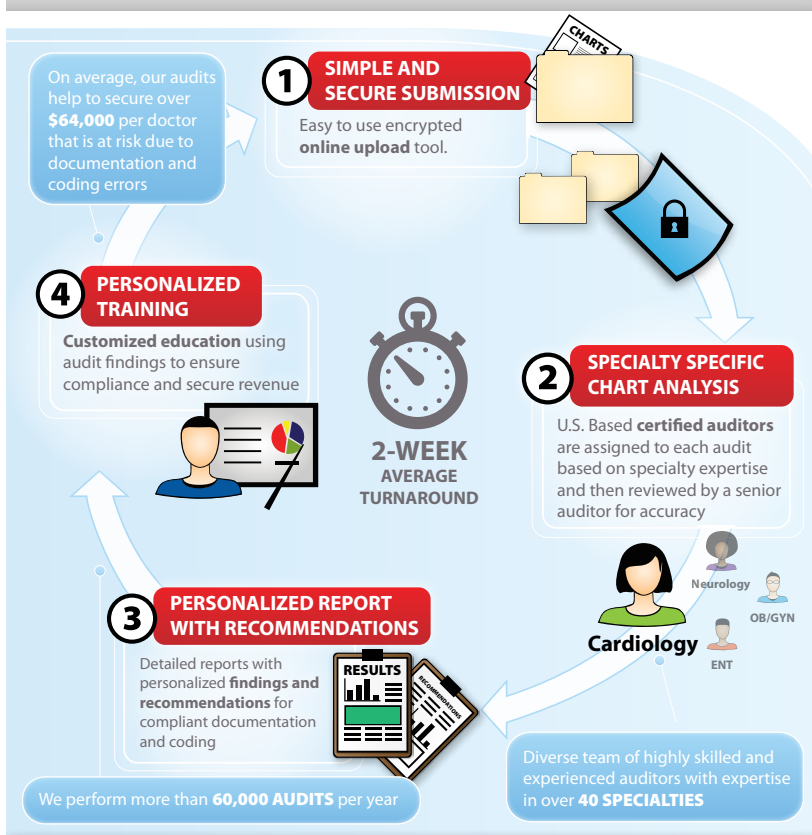 On average, our audits
help to secure over
$64,000 per doctor
that is at risk due to
documentation and
coding errors
1
SIMPLE AND
SECURE SUBMISSION
Easy to use encrypted
online upload tool.
CHARTS
2
SPECIALTY SPECIFIC
CHART ANALYSIS
U.S. Based certified auditors
are assigned to each audit
based on specialty expertise
and then reviewed by a senior
auditor for accuracy
Neurology
OB/GYN
Cardiology
ENT
Diverse team of highly skilled and
experienced auditors with expertise
in over 40 SPECIALTIES
3
PERSONALIZED REPORT
WITH RECOMMENDATIONS
Detailed reports with
personalized findings and
recommendations for
compliant documentation
and coding
RESULTS
RECOMMENDATIONS
We perform more than 60,000 AUDITS per year
4
PERSONALIZED
TRAINING
Customized education using
audit findings to ensure
compliance and secure revenue
2-WEEK
AVERAGE
TURNAROUND